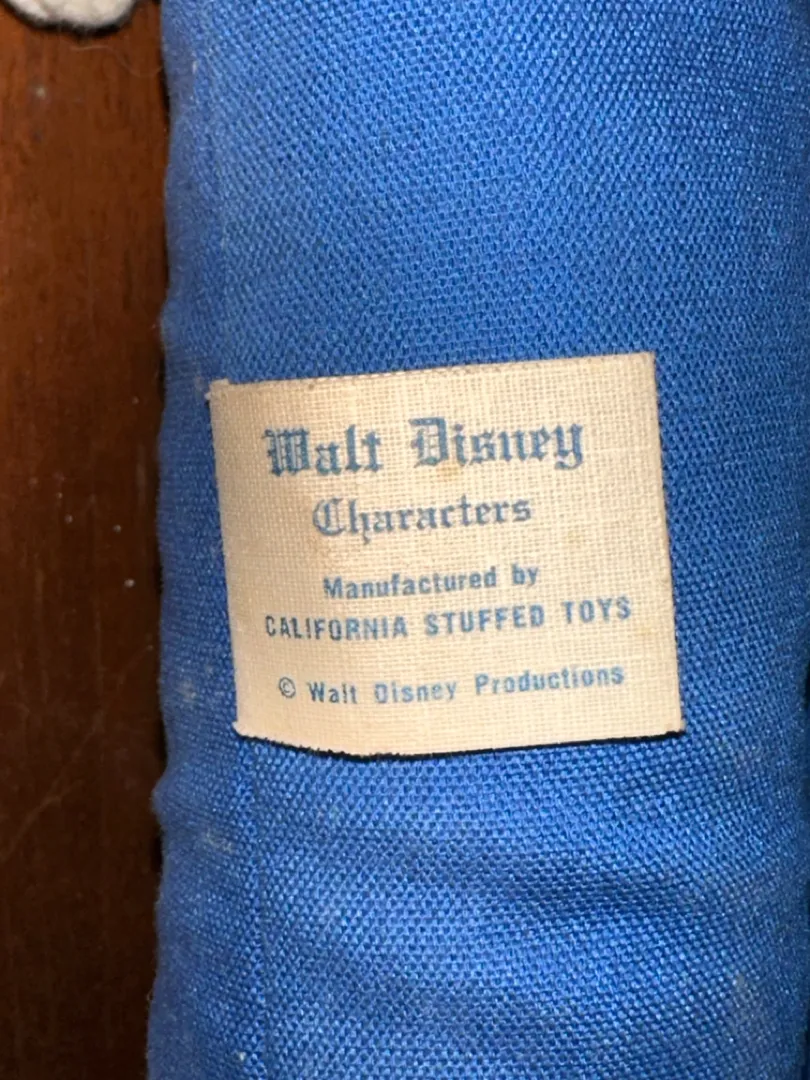 Walt Disney
Characters
Manufactured by
CALIFORNIA STUFFED TOYS
© Walt Disney Productions